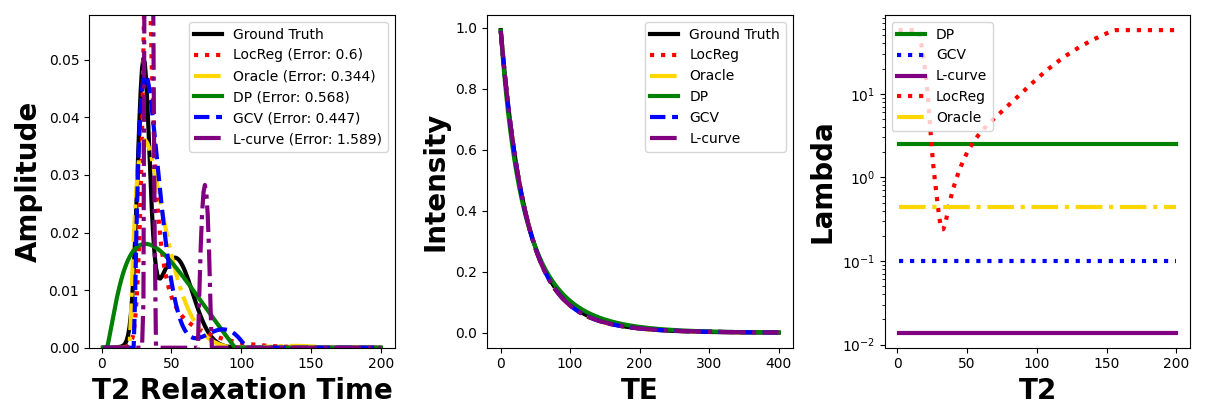 Amplitude
0.05
0.04
0.03
0.02
0.01
0.00
0
50
100
150
200
T2 Relaxation Time
Ground Truth
LocReg (Error: 0.6)
Oracle (Error: 0.344)
DP (Error: 0.568)
GCV (Error: 0.447)
L-curve (Error: 1.589)
Intensity
1.0
0.8
0.6
0.4
0.2
0.0
0
100
200
300
400
TE
Ground Truth
LocReg
Oracle
DP
GCV
L-curve
Lambda
10¹
10⁰
10⁻¹
10⁻²
0
50
100
150
200
T2
DP
GCV
L-curve
LocReg
Oracle